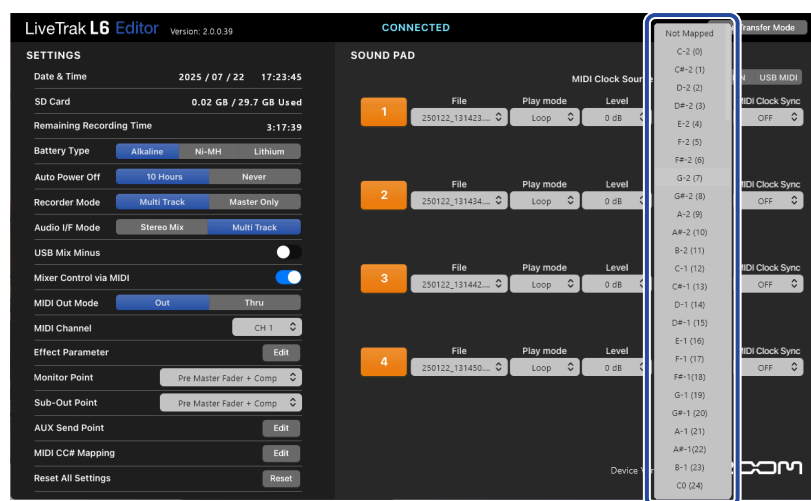 LiveTrak L6 Editor Version: 2.0.0.39
CONNECTED
Transfer Mode
SETTINGS
Date & Time 2025 / 07 / 22 17:23:45
SD Card 0.02 GB / 29.7 GB Used
Remaining Recording Time 3:17:39
Battery Type Alkaline Ni-MH Lithium
Auto Power Off 10 Hours Never
Recorder Mode Multi Track Master Only
Audio I/F Mode Stereo Mix Multi Track
USB Mix Minus
Mixer Control via MIDI
MIDI Out Mode Out Thru
MIDI Channel CH 1
Effect Parameter Edit
Monitor Point Pre Master Fader + Comp
Sub-Out Point Pre Master Fader + Comp
AUX Send Point Edit
MIDI CC# Mapping Edit
Reset All Settings Reset
SOUND PAD
MIDI Clock Sour
USB MIDI
File Play mode Level MIDI Clock Sync
1 250122_131423.... Loop 0 dB OFF
File Play mode Level MIDI Clock Sync
2 250122_131434.... Loop 0 dB OFF
File Play mode Level MIDI Clock Sync
3 250122_131442.... Loop 0 dB OFF
File Play mode Level MIDI Clock Sync
4 250122_131450.... Loop 0 dB OFF
Device
Not Mapped
C-2 (0)
C#-2 (1)
D-2 (2)
D#-2 (3)
E-2 (4)
F-2 (5)
F#-2 (6)
G-2 (7)
G#-2 (8)
A-2 (9)
A#-2 (10)
B-2 (11)
C-1 (12)
C#-1 (13)
D-1 (14)
D#-1 (15)
E-1 (16)
F-1 (17)
F#-1(18)
G-1 (19)
G#-1 (20)
A-1 (21)
A#-1(22)
B-1 (23)
C0 (24)